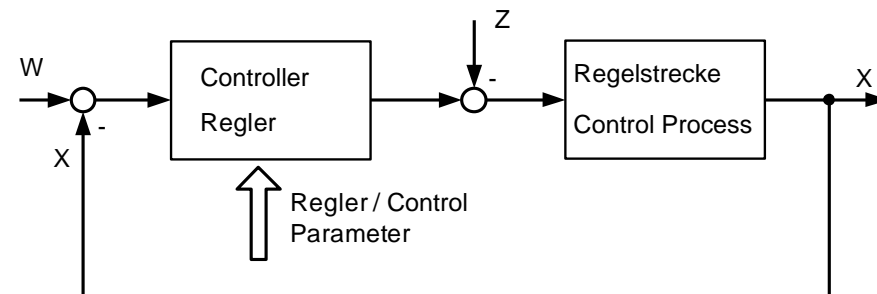 Z
W
Controller
Regler
Regelstrecke
Control Process
X
-
-
X
Regler / Control
Parameter